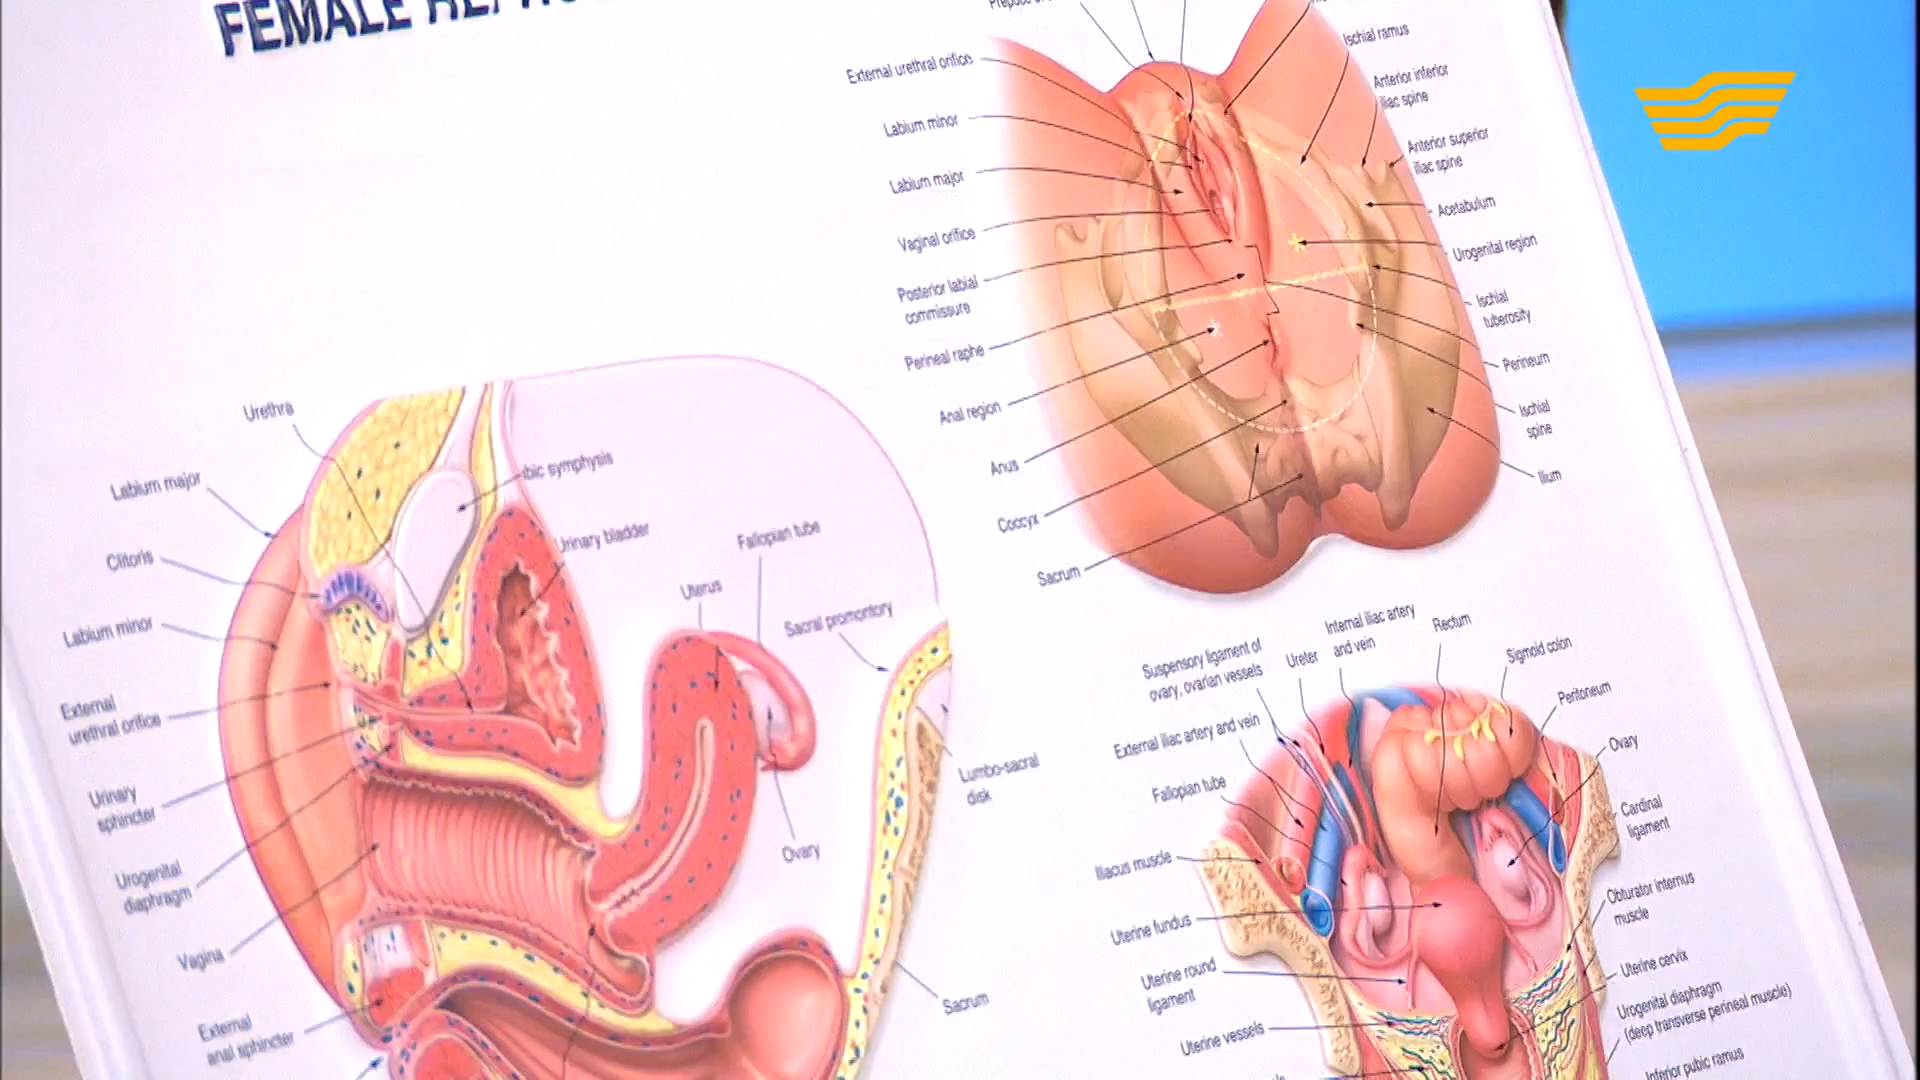 FEMALE
External urethral orifice
Labium minor
Labium major
Vaginal orifice
Posterior labial
commissure
Perineal raphe
Anal region
Anus
Coccyx
Sacrum
Ischial ramus
Anterior inferior
iliac spine
Anterior superior
iliac spine
Acetabulum
Urogenital region
Ischial
tuberosity
Perineum
Ischial
spine
Ilium
Urethra
Labium major
Clitoris
Labium minor
External
urethral orifice
Urinary
sphincter
Urogenital
diaphragm
Vagina
External
anal sphincter
symphysis
Urinary bladder
Uterus
Fallopian tube
Sacral promontory
Lumbo-sacral
disk
Ovary
Sacrum
Suspensory ligament of
ovary, ovarian vessels
Ureter
Internal iliac artery
and vein
Rectum
Sigmoid colon
Peritoneum
Ovary
External iliac artery and vein
Fallopian tube
Iliacus muscle
Uterine fundus
Uterine round
ligament
Uterine vessels
Cardinal
ligament
Obturator internus
muscle
Uterine cervix
Urogenital diaphragm
(deep transverse perineal muscle)
Inferior pubic ramus